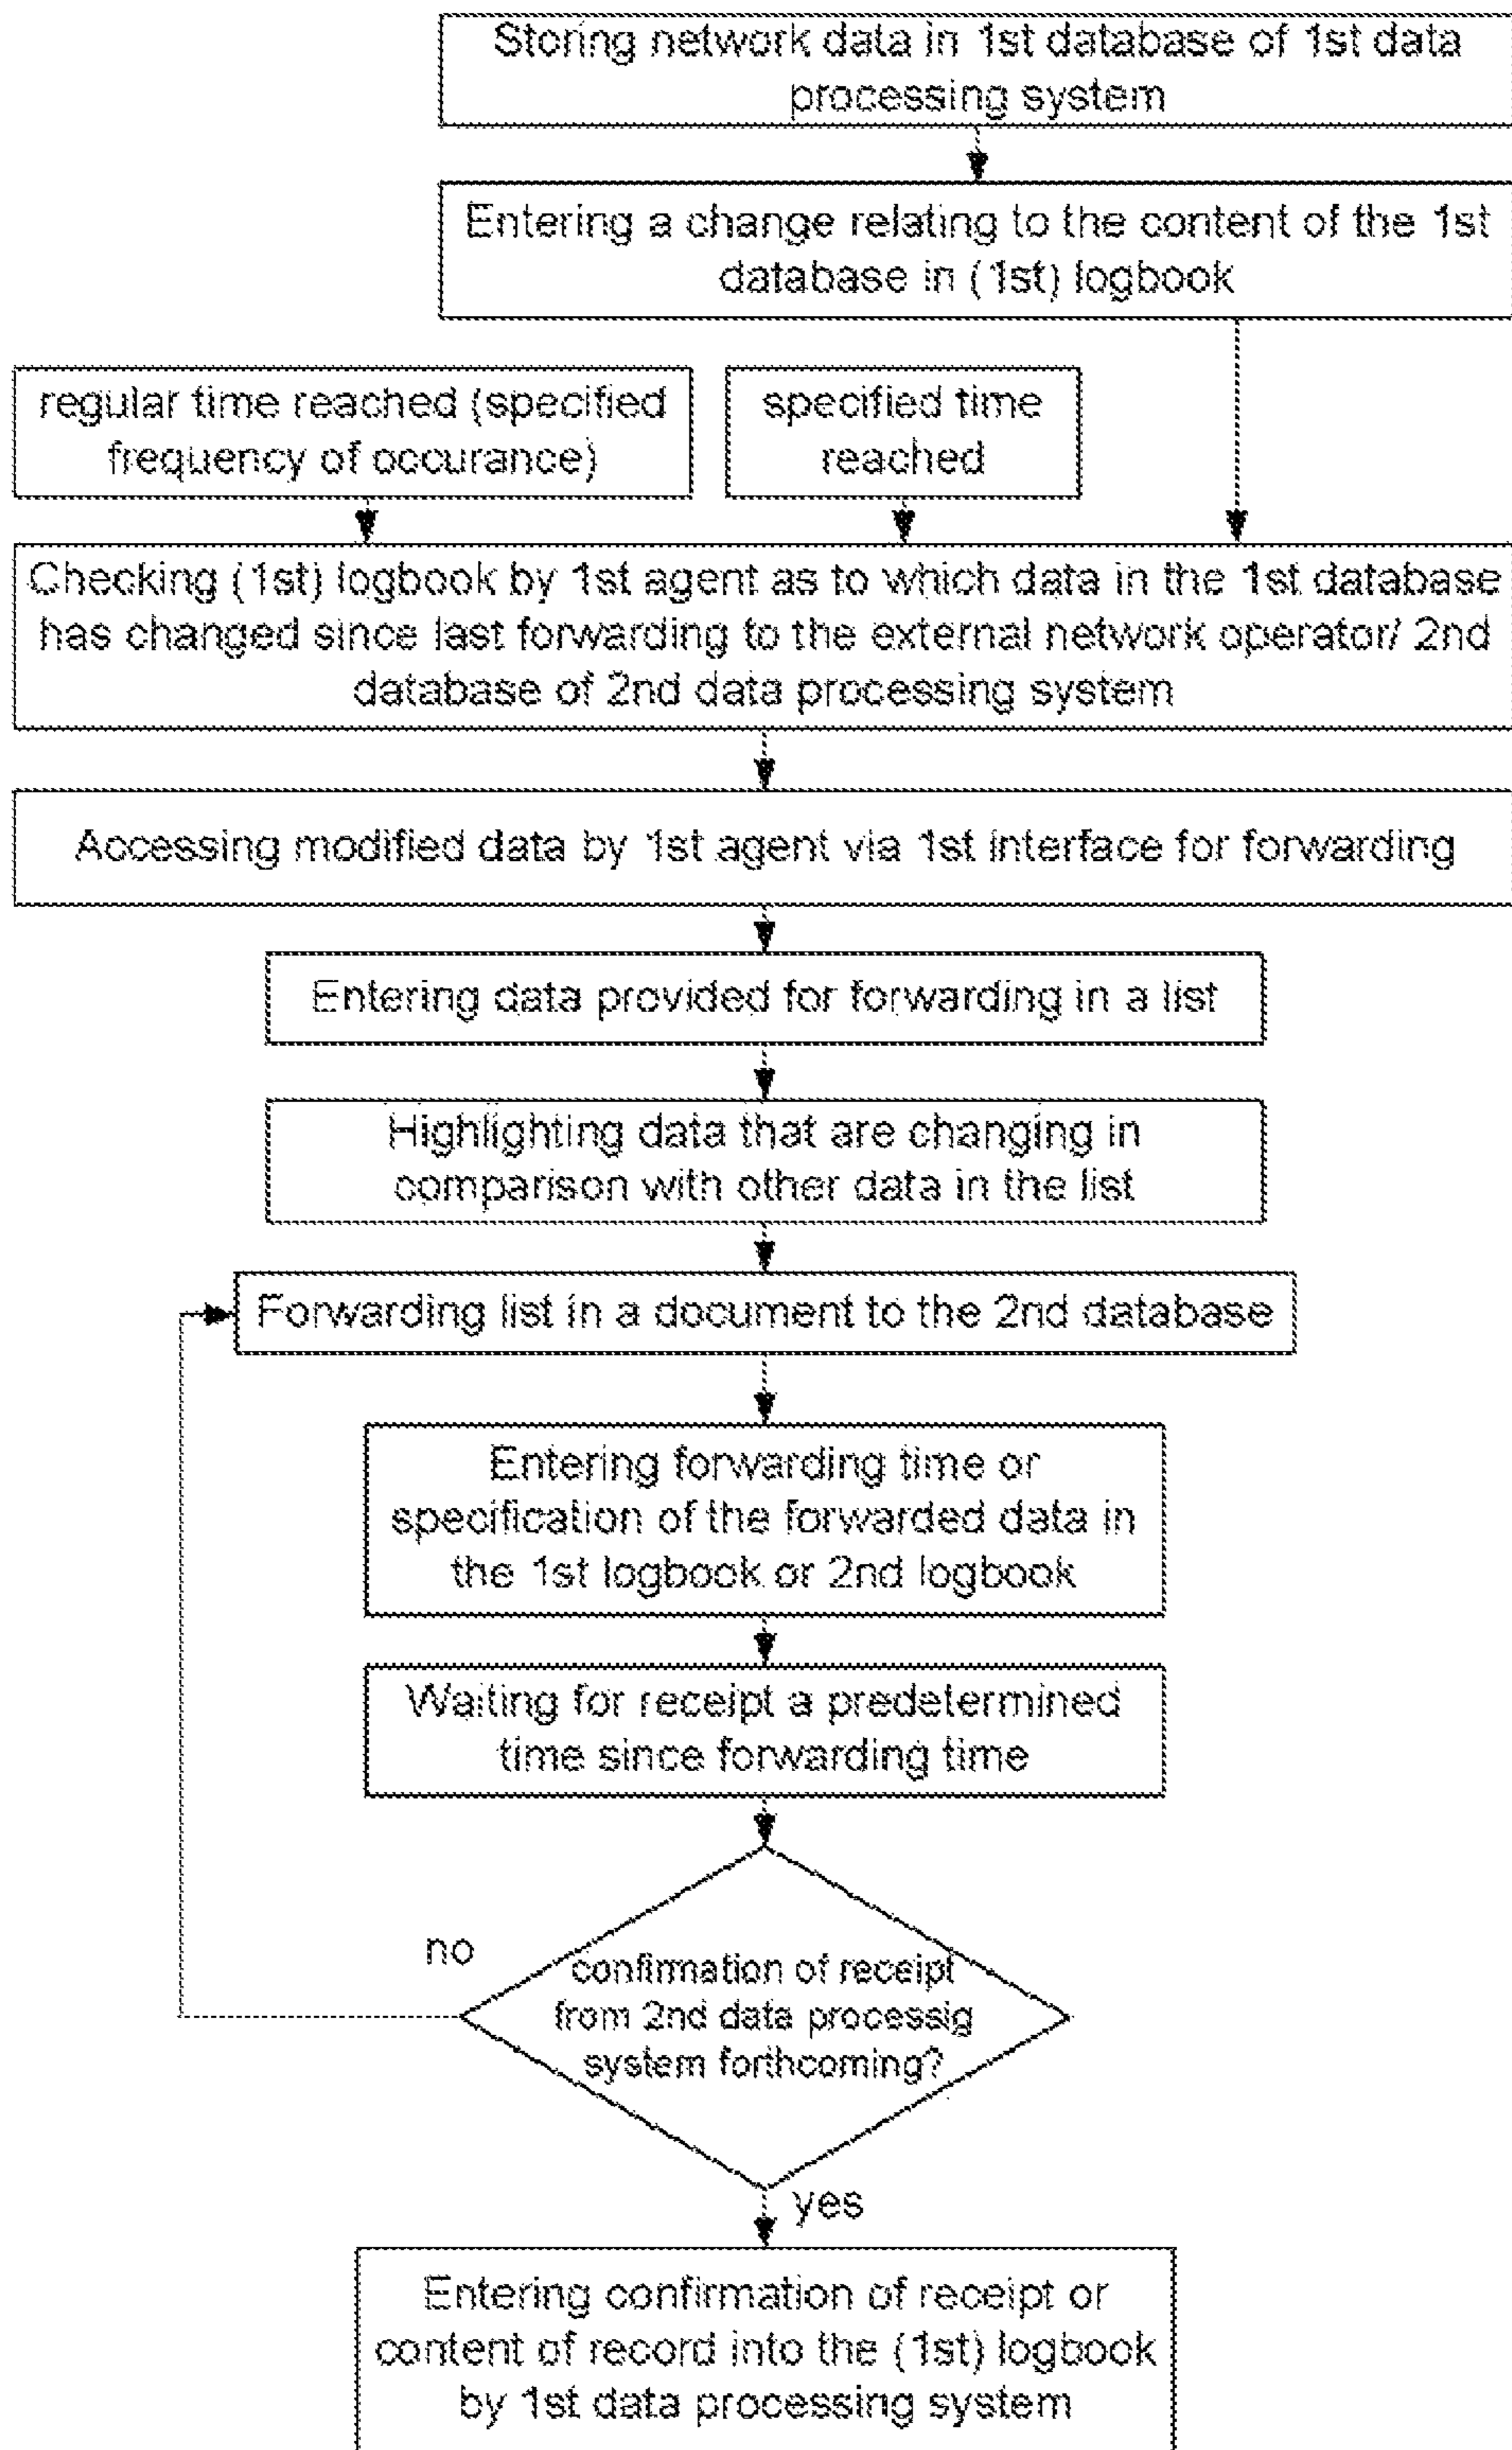 Storing network data in 1st database of 1st data
processing system
Entering a change relating to the content of the 1st
database in (1st) logbook
regular time reached (specified
frequency of occurance)
specified time
reached
Checking (1st) logbook by 1st agent as to which data in the 1st database
has changed since last forwarding to the external network operator/ 2nd
database of 2nd data processing system
Accessing modified data by 1st agent via 1st interface for forwarding
Entering data provided for forwarding in a list
Highlighting data that are changing in
comparison with other data in the list
Forwarding list in a document to the 2nd database
Entering forwarding time or
specification of the forwarded data in
the 1st logbook or 2nd logbook
Waiting for receipt a predetermined
time since forwarding time
no
confirmation of receipt
from 2nd data processig
system forthcoming?
yes
Entering confirmation of receipt or
content of record into the (1st) logbook
by 1st data processing system